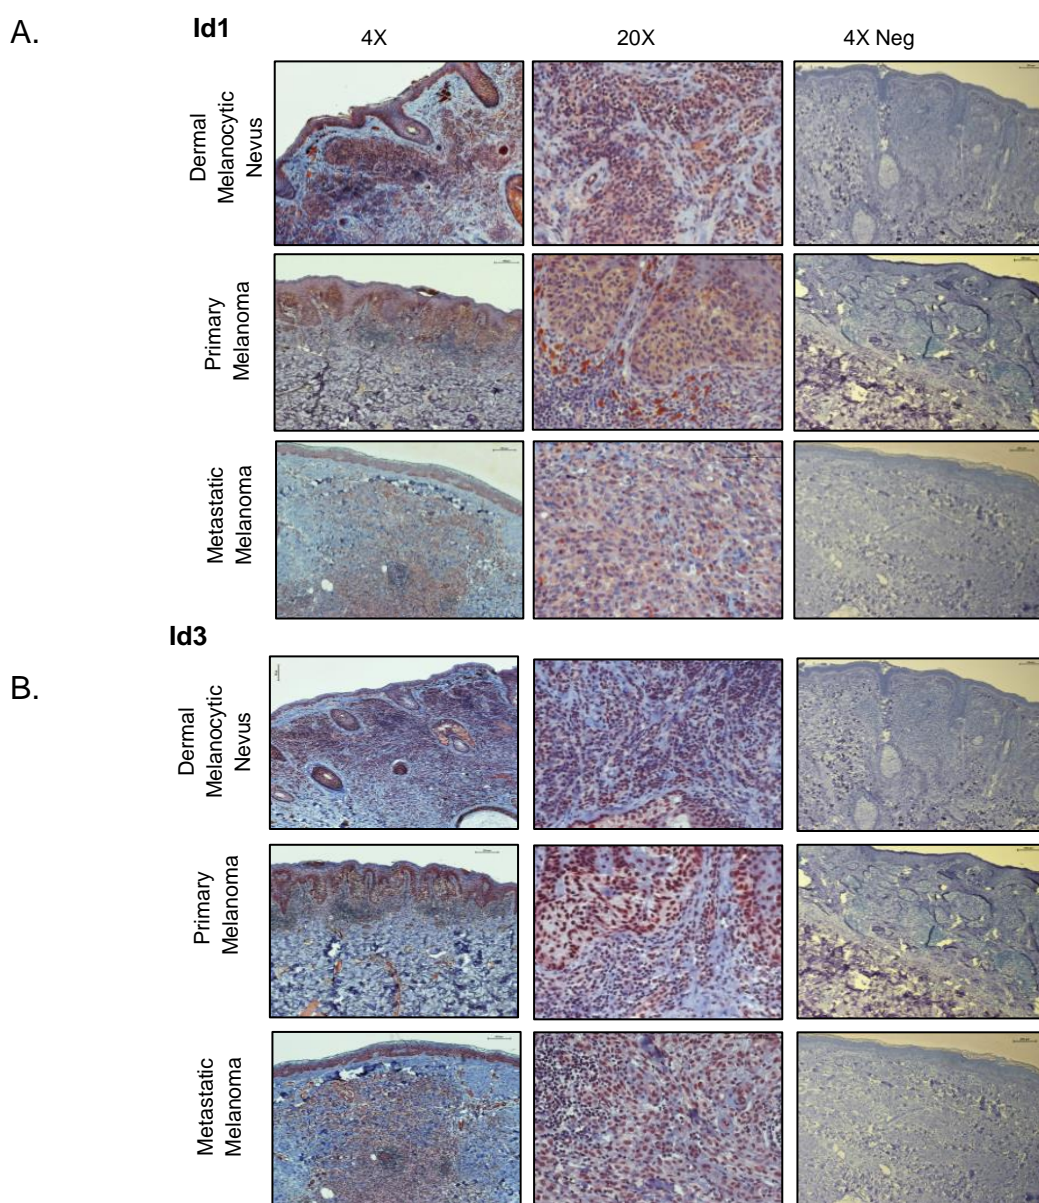 A.
Id1
4X
20X
4X Neg
Dermal
Melanocytic
Nevus
Primary
Melanoma
Metastatic
Melanoma
Id3
B.
Dermal
Melanocytic
Nevus
Primary
Melanoma
Metastatic
Melanoma